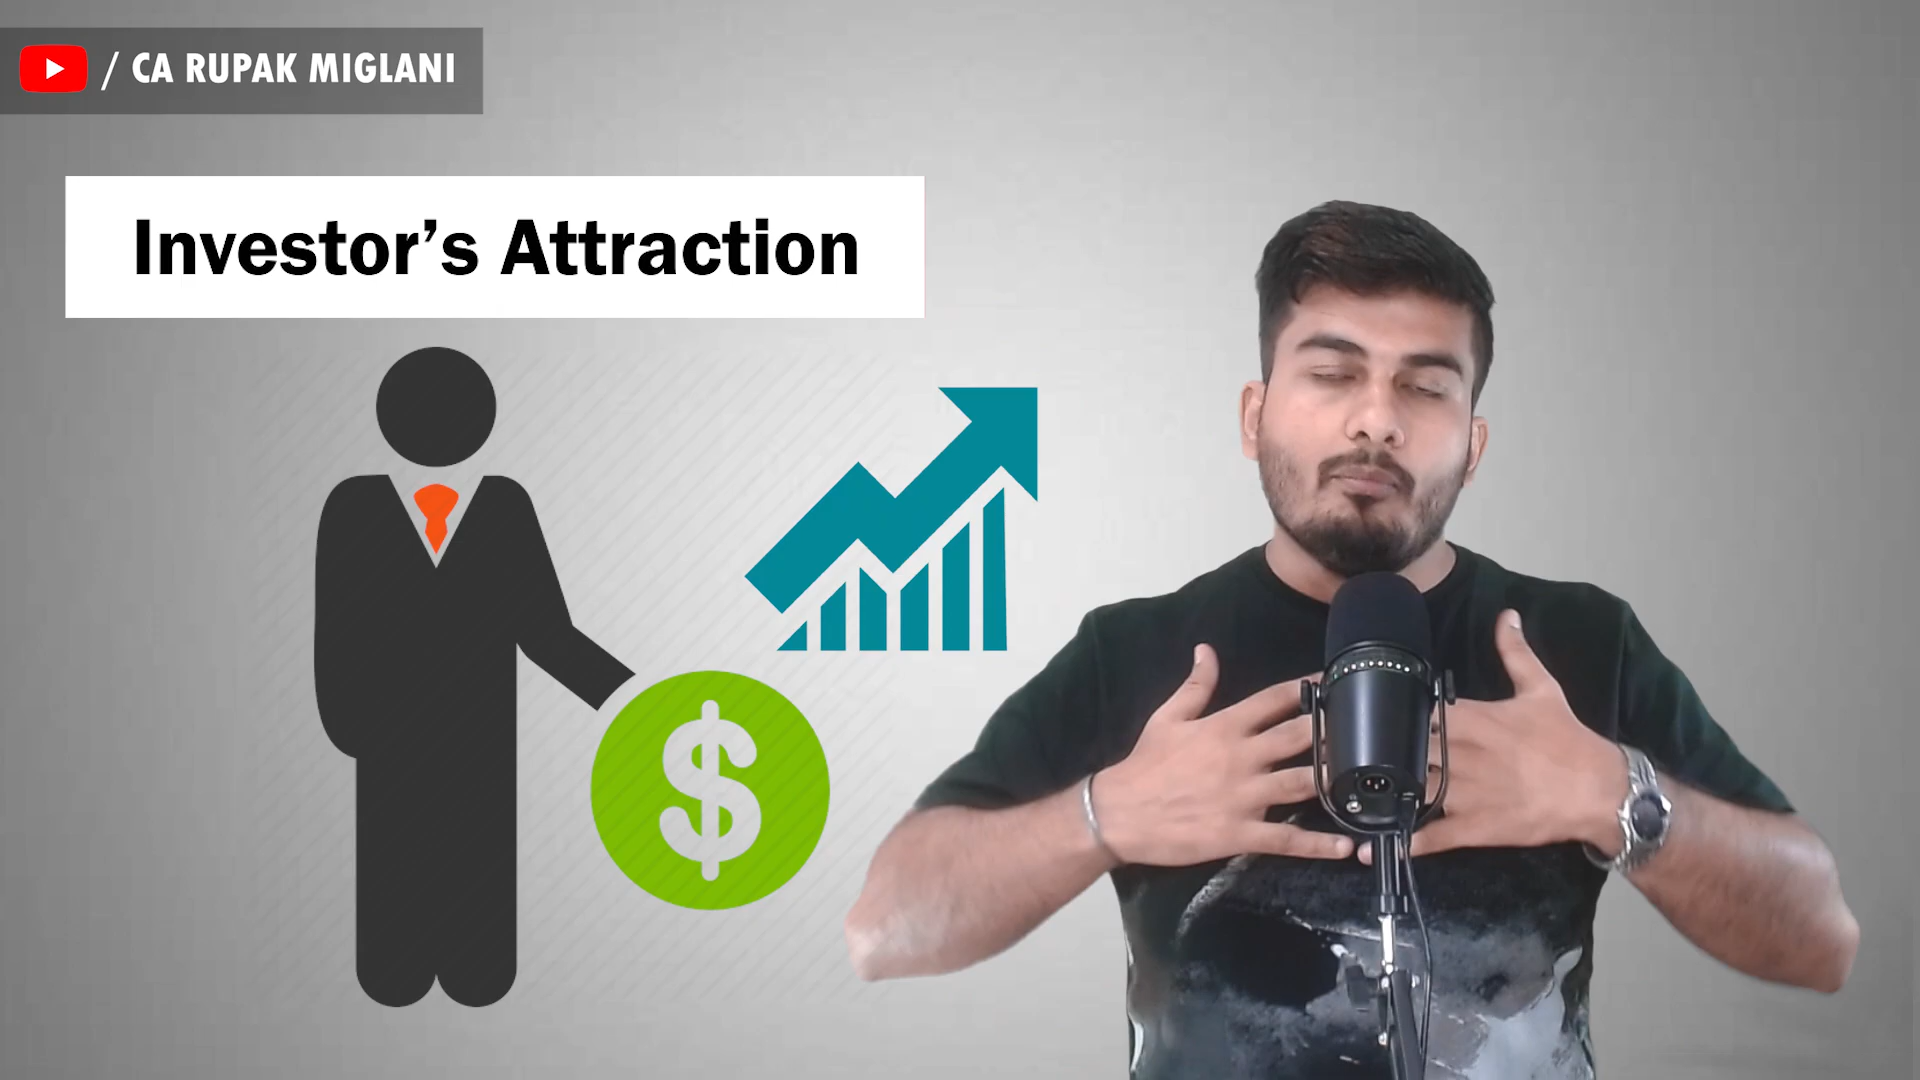 / CA RUPAK MIGLANI
Investor’s Attraction
$